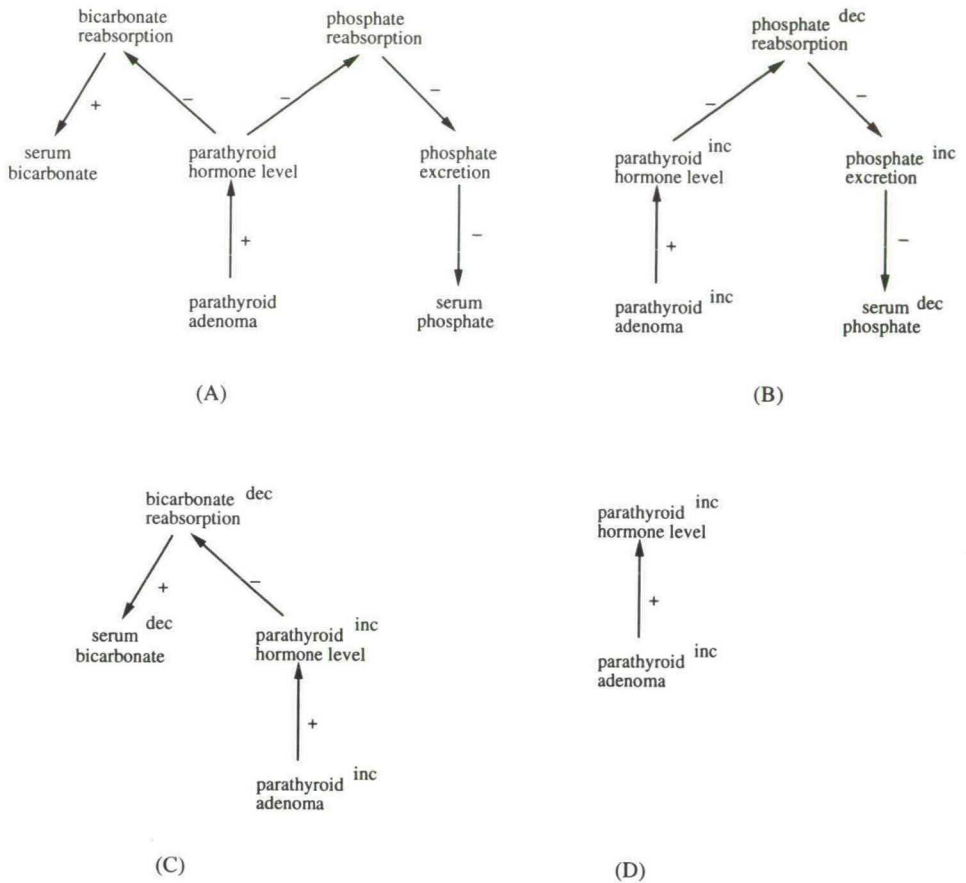 bicarbonate
reabsorption
phosphate
reabsorption
+
−
−
−
serum
bicarbonate
parathyroid
hormone level
phosphate
excretion
+
−
parathyroid
adenoma
serum
phosphate
(A)
phosphate dec
reabsorption
−
−
parathyroid inc
hormone level
phosphate inc
excretion
+
−
parathyroid inc
adenoma
serum dec
phosphate
(B)
bicarbonate dec
reabsorption
+
−
serum dec
bicarbonate
parathyroid inc
hormone level
+
parathyroid inc
adenoma
(C)
parathyroid inc
hormone level
+
parathyroid inc
adenoma
(D)